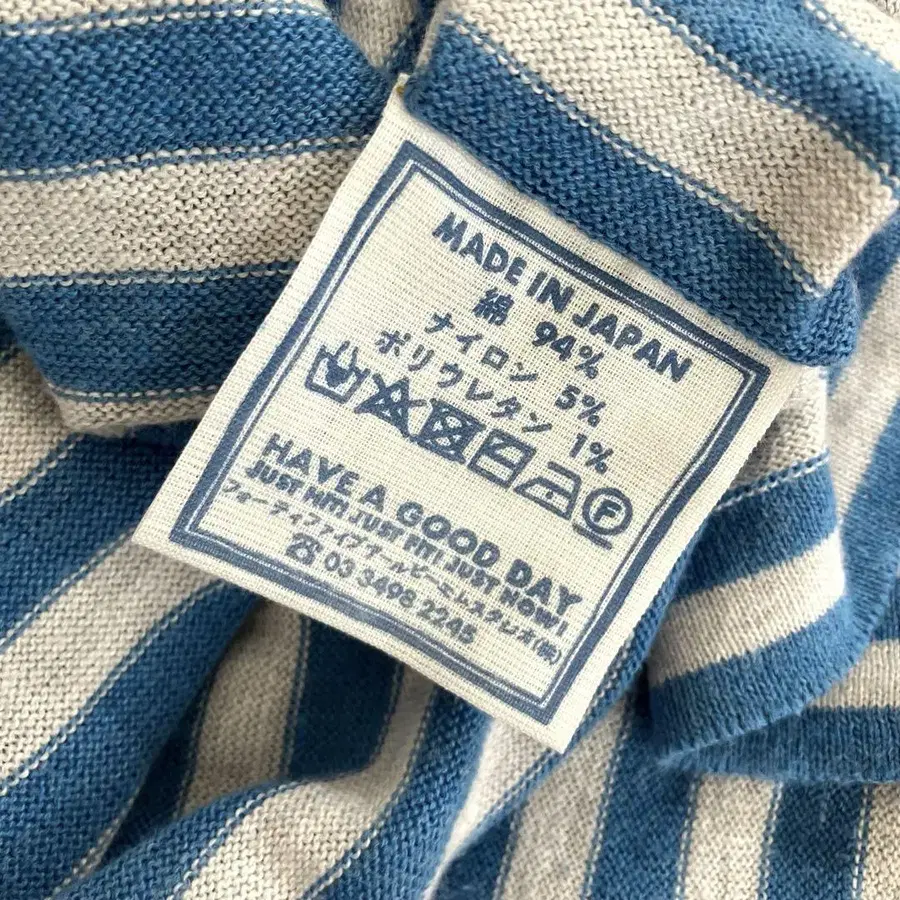 MADE IN JAPAN
綿 94%
ナイロン 5%
ポリウレタン 1%
F
HAVE A GOOD DAY
JUST HIT! JUST FIT! JUST NOW!
フォーティファイブアールピーエムスタヂオ(株)
☎ 03 3498 2245